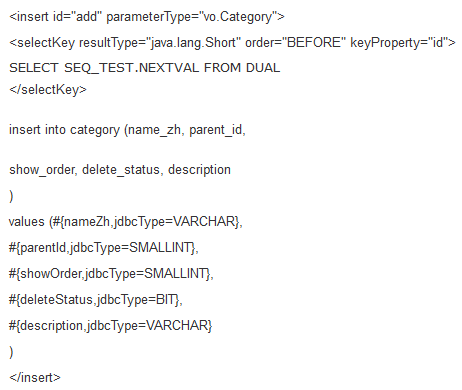 <insert id="add" parameterType="vo.Category">
<selectKey resultType="java.lang.Short" order="BEFORE" keyProperty="id">
SELECT SEQ_TEST.NEXTVAL FROM DUAL
</selectKey>
insert into category (name_zh, parent_id,
show_order, delete_status, description
)
values (#{nameZh,jdbcType=VARCHAR},
#{parentId,jdbcType=SMALLINT},
#{showOrder,jdbcType=SMALLINT},
#{deleteStatus,jdbcType=BIT},
#{description,jdbcType=VARCHAR}
)
</insert>